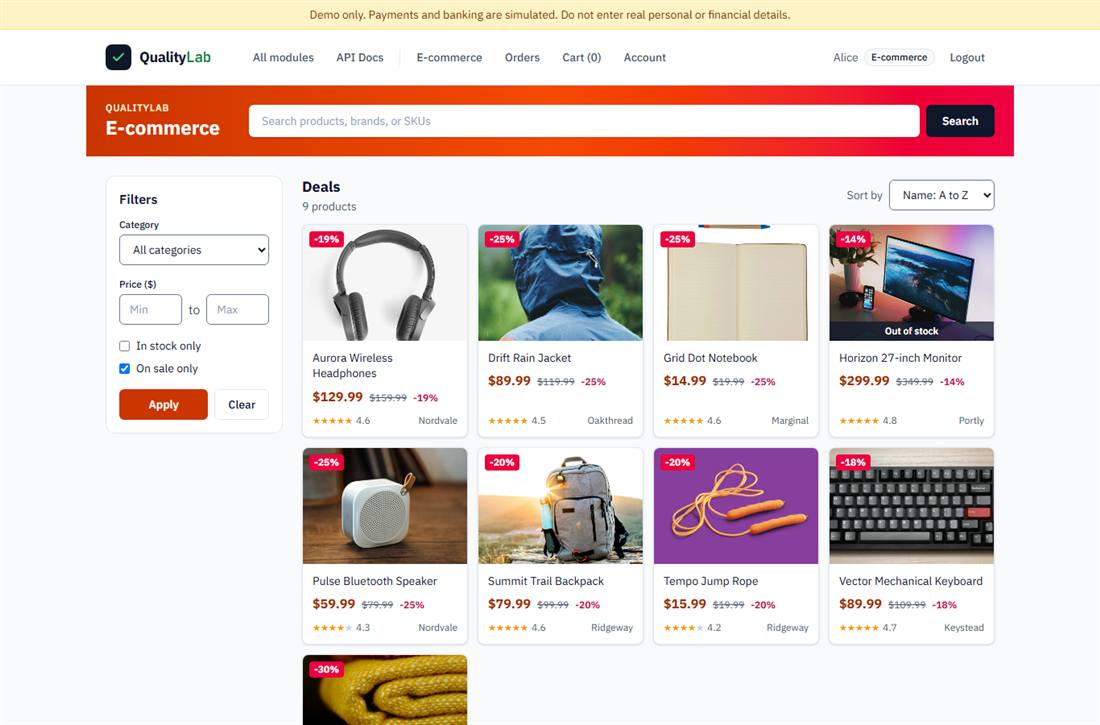 Demo only. Payments and banking are simulated. Do not enter real personal or financial details.
QualityLab
All modules
API Docs
E-commerce
Orders
Cart (0)
Account
Alice
E-commerce
Logout
QUALITYLAB
E-commerce
Search products, brands, or SKUs
Search
Filters
Category
All categories
Price ($)
Min
to
Max
In stock only
On sale only
Apply
Clear
Deals
9 products
Sort by
Name: A to Z
-19%
Aurora Wireless
Headphones
$129.99 $159.99 -19%
4.6
Nordvale
-25%
Drift Rain Jacket
$89.99 $119.99 -25%
4.5
Oakthread
-25%
Grid Dot Notebook
$14.99 $19.99 -25%
4.6
Marginal
-14%
Out of stock
Horizon 27-inch Monitor
$299.99 $349.99 -14%
4.8
Portly
-25%
Pulse Bluetooth Speaker
$59.99 $79.99 -25%
4.3
Nordvale
-20%
Summit Trail Backpack
$79.99 $99.99 -20%
4.6
Ridgeway
-20%
Tempo Jump Rope
$15.99 $19.99 -20%
4.2
Ridgeway
-18%
Vector Mechanical Keyboard
$89.99 $109.99 -18%
4.7
Keystead
-30%